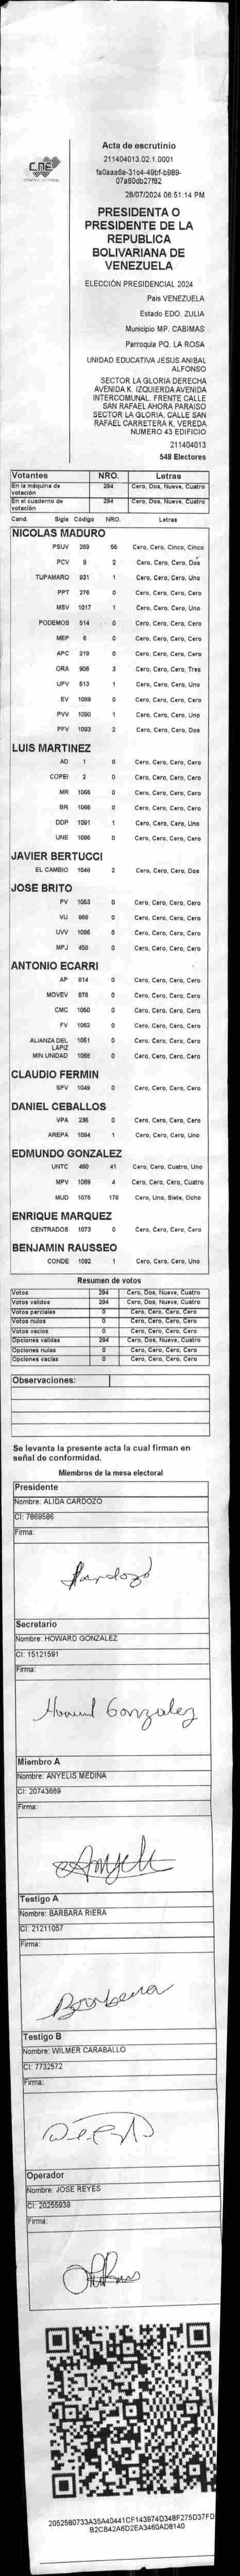 CNE
Acta de escrutinio
211404013.02.1.0001
07a60db27f82
28/07/2024 06:51:14 PM
PRESIDENTA O
PRESIDENTE DE LA
REPUBLICA
BOLIVARIANA DE
VENEZUELA
ELECCIÓN PRESIDENCIAL 2024
Pais VENEZUELA
Estado EDO. ZULIA
Municipio MP. CABIMAS
Parroquia PQ. LA ROSA
UNIDAD EDUCATIVA JESUS ANIBAL
ALFONSO
SECTOR LA GLORIA DERECHA
AVENIDA K. IZQUIERDA AVENIDA
INTERCOMUNAL. FRENTE CALLE
SAN RAFAEL AHORA PARAISO
SECTOR LA GLORIA. CALLE SAN
RAFAEL CARRETERA K. VEREDA
NUMERO 43 EDIFICIO
211404013
548 Electores
Votantes NRO. Letras
En la máquina de votación 294 Cero, Dos, Nueve, Cuatro
En el cuaderno de votación 294 Cero, Dos, Nueve, Cuatro
Cand. Sigla Código NRO. Letras
NICOLAS MADURO
PSUV 269 55 Cero, Cero, Cinco, Cinco
PCV 9 2 Cero, Cero, Cero, Dos
TUPAMARO 931 1 Cero, Cero, Cero, Uno
PPT 276 0 Cero, Cero, Cero, Cero
MSV 1017 1 Cero, Cero, Cero, Uno
PODEMOS 514 0 Cero, Cero, Cero, Cero
MEP 6 0 Cero, Cero, Cero, Cero
APC 219 0 Cero, Cero, Cero, Cero
ORA 906 3 Cero, Cero, Cero, Tres
UPV 613 1 Cero, Cero, Cero, Uno
EV 1089 0 Cero, Cero, Cero, Cero
PVV 1090 1 Cero, Cero, Cero, Uno
PFV 1093 2 Cero, Cero, Cero, Dos
LUIS MARTINEZ
AD 1 0 Cero, Cero, Cero, Cero
COPEI 2 0 Cero, Cero, Cero, Cero
MR 1065 0 Cero, Cero, Cero, Cero
BR 1066 0 Cero, Cero, Cero, Cero
DDP 1091 1 Cero, Cero, Cero, Uno
UNE 1095 0 Cero, Cero, Cero, Cero
JAVIER BERTUCCI
EL CAMBIO 1046 2 Cero, Cero, Cero, Dos
JOSE BRITO
PV 1053 0 Cero, Cero, Cero, Cero
VU 868 0 Cero, Cero, Cero, Cero
UVV 1096 0 Cero, Cero, Cero, Cero
MPJ 458 0 Cero, Cero, Cero, Cero
ANTONIO ECARRI
AP 814 0 Cero, Cero, Cero, Cero
MOVEV 878 0 Cero, Cero, Cero, Cero
CMC 1050 0 Cero, Cero, Cero, Cero
FV 1062 0 Cero, Cero, Cero, Cero
ALIANZA DEL LAPIZ 1051 0 Cero, Cero, Cero, Cero
MIN UNIDAD 1058 0 Cero, Cero, Cero, Cero
CLAUDIO FERMIN
SPV 1049 0 Cero, Cero, Cero, Cero
DANIEL CEBALLOS
VPA 236 0 Cero, Cero, Cero, Cero
AREPA 1094 1 Cero, Cero, Cero, Uno
EDMUNDO GONZALEZ
UNTC 460 41 Cero, Cero, Cuatro, Uno
MPV 1069 4 Cero, Cero, Cero, Cuatro
MUD 1075 178 Cero, Uno, Siete, Ocho
ENRIQUE MARQUEZ
CENTRADOS 1073 0 Cero, Cero, Cero, Cero
BENJAMIN RAUSSEO
CONDE 1092 1 Cero, Cero, Cero, Uno
Resumen de votos
Votos 294 Cero, Dos, Nueve, Cuatro
Votos validos 294 Cero, Dos, Nueve, Cuatro
Votos parciales 0 Cero, Cero, Cero, Cero
Votos nulos 0 Cero, Cero, Cero, Cero
Votos vacios 0 Cero, Cero, Cero, Cero
Opciones validas 294 Cero, Dos, Nueve, Cuatro
Opciones nulas 0 Cero, Cero, Cero, Cero
Opciones vacias 0 Cero, Cero, Cero, Cero
Observaciones:
Se levanta la presente acta la cual firman en
señal de conformidad.
Miembros de la mesa electoral
Presidente
Nombre: ALIDA CARDOZO
CI: 7869586
Firma:
Secretario
Nombre: HOWARD GONZALEZ
CI: 15121591
Firma:
Howard Gonzalez
Miembro A
Nombre: ANYELIS MEDINA
CI: 20743669
Firma:
Testigo A
Nombre: BARBARA RIERA
CI: 21211057
Firma:
Testigo B
Nombre: WILMER CARABALLO
CI: 7732572
Firma:
Operador
Nombre: JOSE REYES
CI: 20255939
Firma: